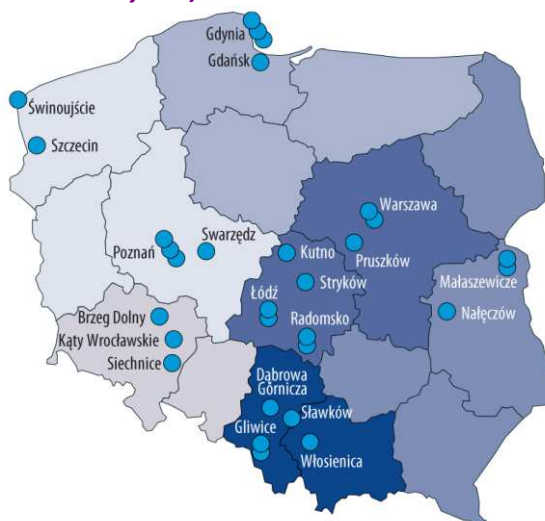 Gdynia
Gdańsk
Świnoujście
Szczecin
Warszawa
Swarzędz
Kutno
Poznań
Pruszków
Małaszewicze
Stryków
Łódź
Nałęczów
Brzeg Dolny
Radomsko
Kąty Wrocławskie
Siechnice
Dąbrowa
Górnicza
Sławków
Gliwice
Włosienica